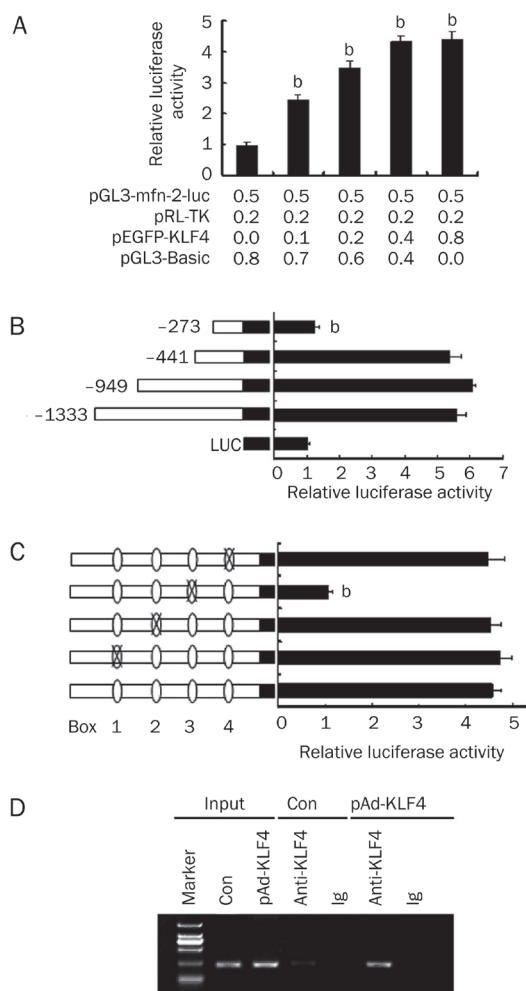 A
Relative luciferase
activity
5
4
3
2
1
0
b b b b
pGL3-mfn-2-luc 0.5 0.5 0.5 0.5 0.5
pRL-TK 0.2 0.2 0.2 0.2 0.2
pEGFP-KLF4 0.0 0.1 0.2 0.4 0.8
pGL3-Basic 0.8 0.7 0.6 0.4 0.0
B
-273 b
-441
-949
-1333
LUC
0 1 2 3 4 5 6 7
Relative luciferase activity
C
b
Box 1 2 3 4
0 1 2 3 4 5
Relative luciferase activity
D
Input Con pAd-KLF4
Marker Con pAd-KLF4 Anti-KLF4 Ig Anti-KLF4 Ig